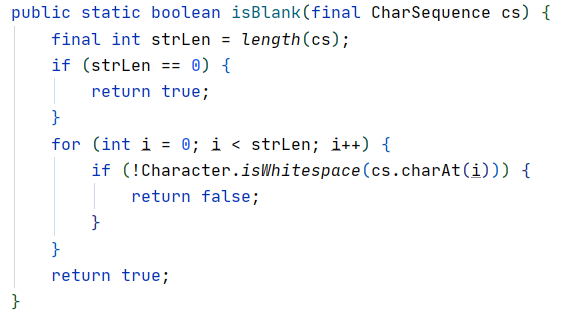 public static boolean isBlank(final CharSequence cs) {
    final int strLen = length(cs);
    if (strLen == 0) {
        return true;
    }
    for (int i = 0; i < strLen; i++) {
        if (!Character.isWhitespace(cs.charAt(i))) {
            return false;
        }
    }
    return true;
}